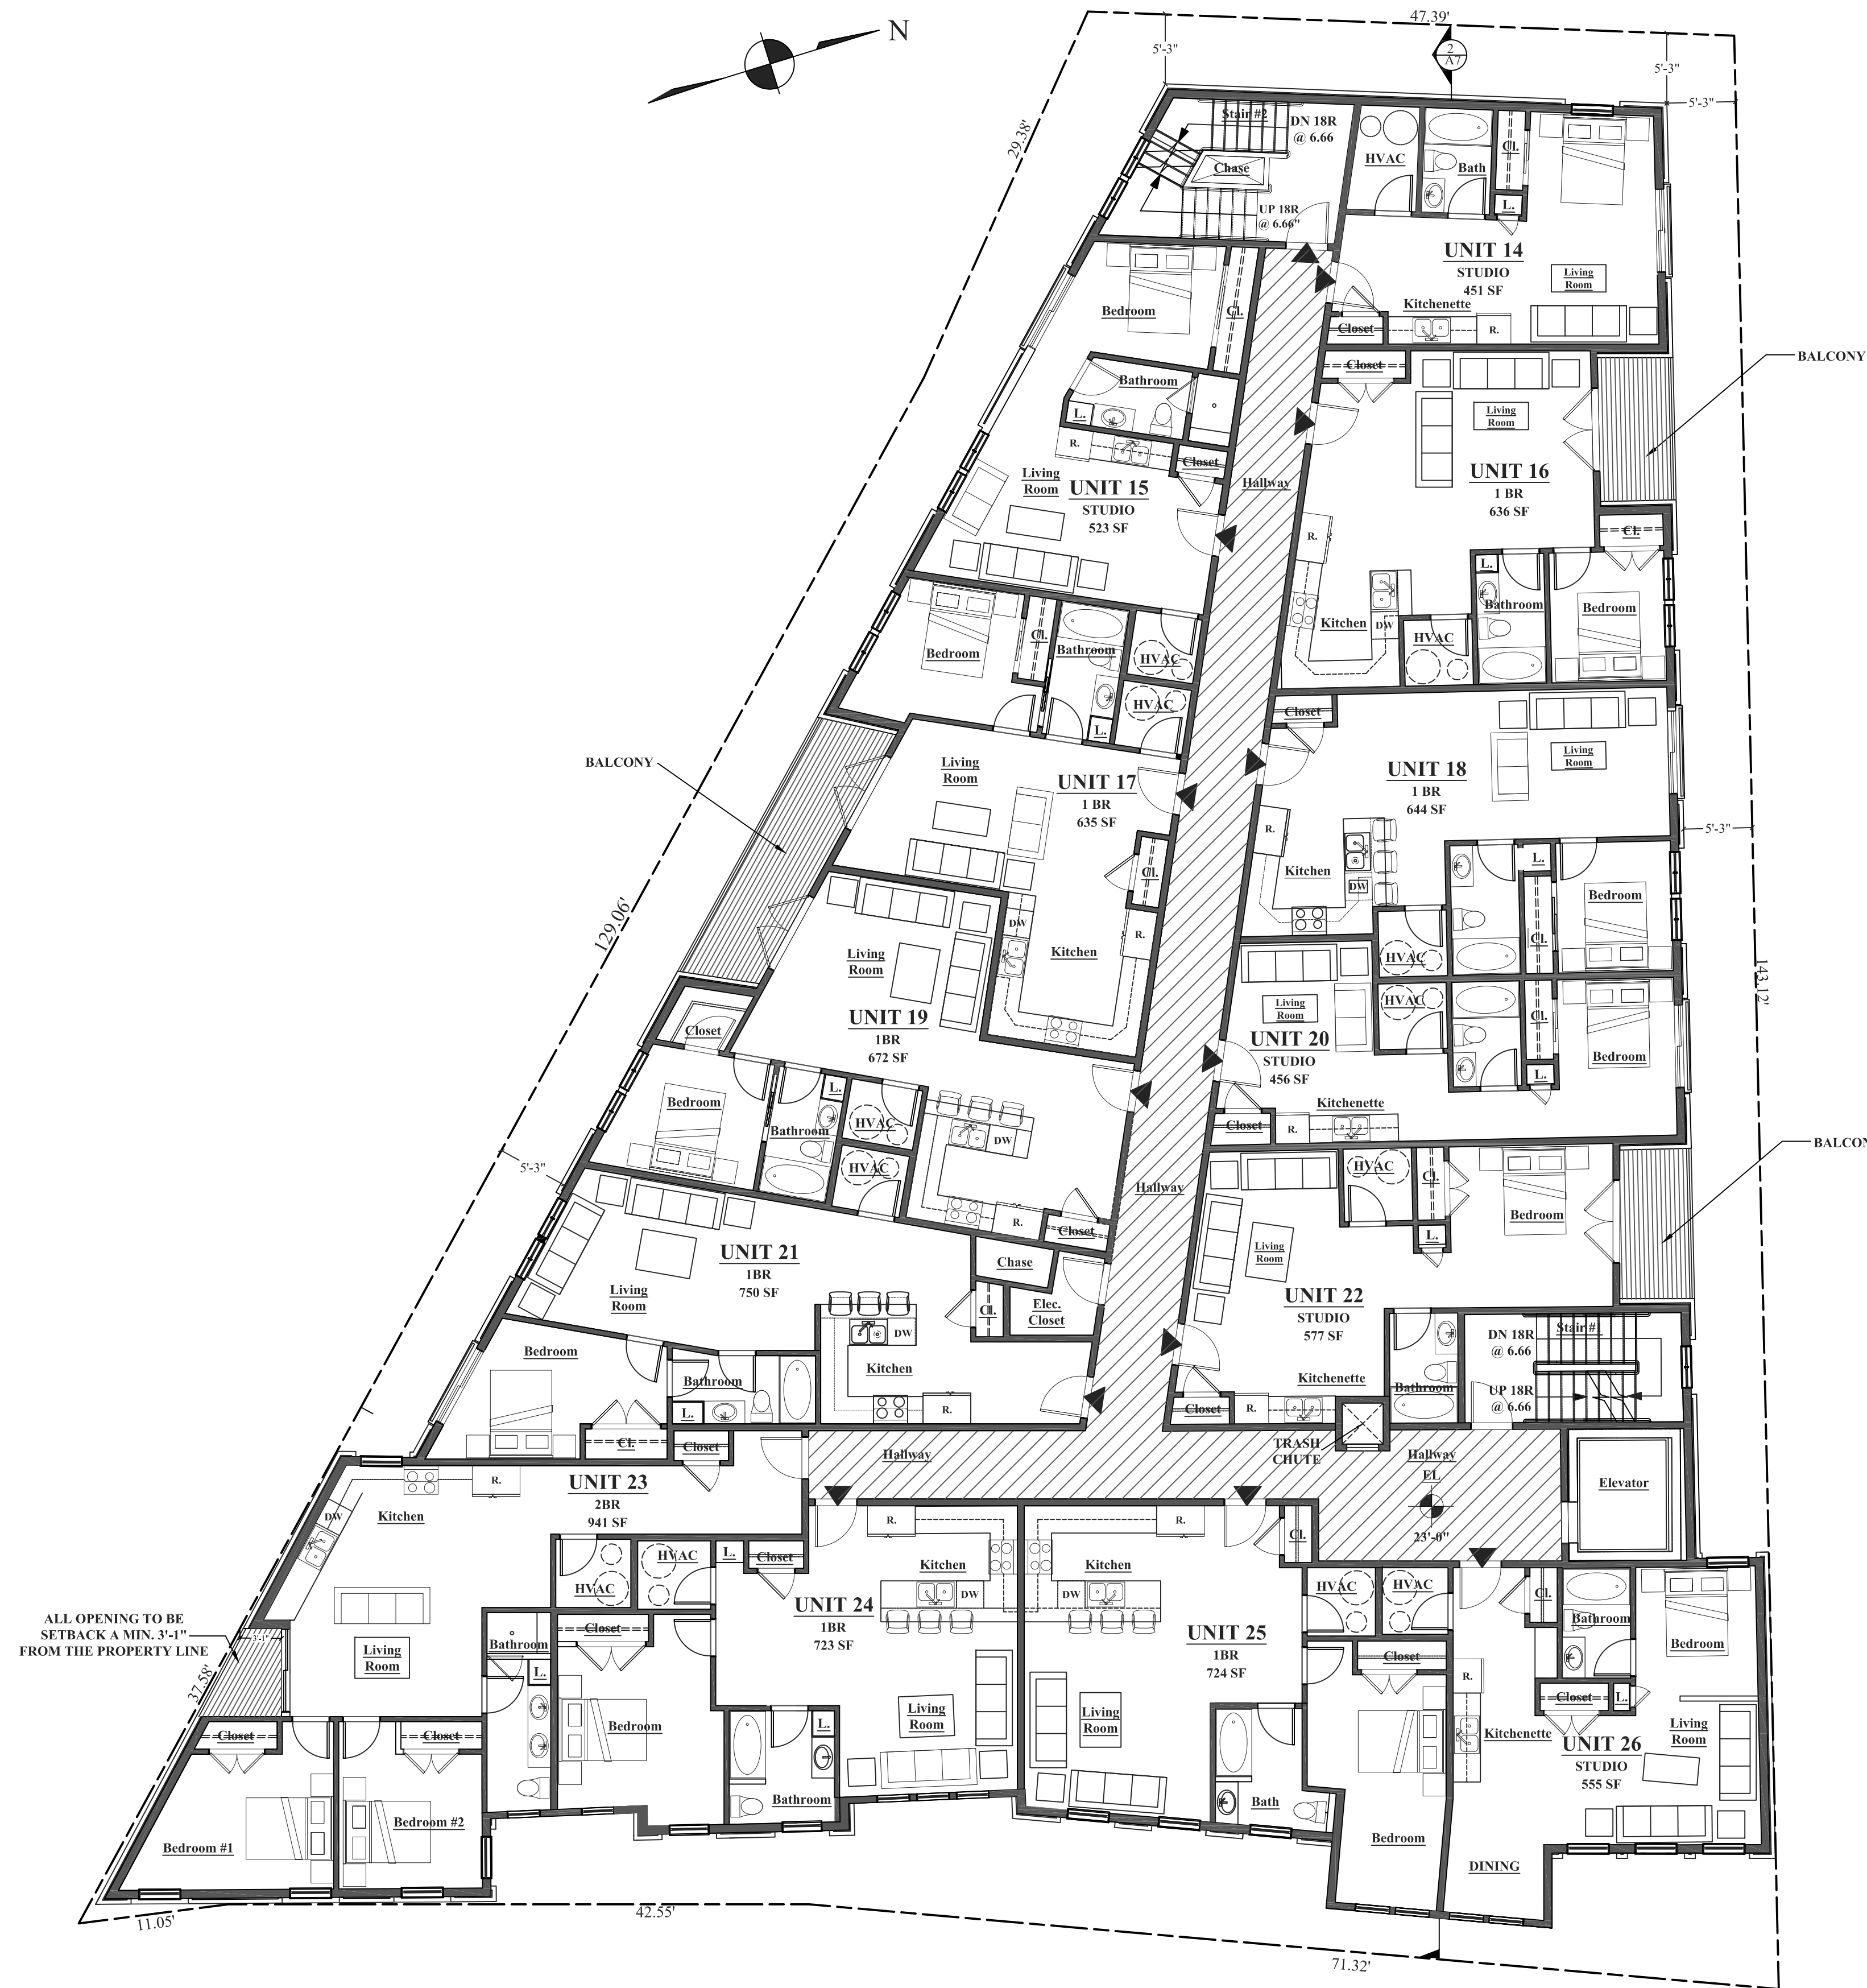 N
47.39'
5'-3"
2
A7
5'-3"
5'-3"
29.38'
Stair #2
DN 18R
@ 6.66
Chase
UP 18R
@ 6.66"
HVAC
Bath
Cl.
L.
UNIT 14
STUDIO
451 SF
Living
Room
Kitchenette
Closet
R.
Bedroom
Cl.
Bathroom
L.
R.
Closet
Living
Room
UNIT 15
STUDIO
523 SF
Hallway
Closet
Living
Room
BALCONY
UNIT 16
1 BR
636 SF
R.
Cl.
L.
Bathroom
Bedroom
Kitchen
DW
HVAC
Bedroom
Cl.
Bathroom
HVAC
HVAC
L.
BALCONY
Living
Room
UNIT 17
1 BR
635 SF
Cl.
DW
R.
Kitchen
Closet
Living
Room
UNIT 18
1 BR
644 SF
R.
Kitchen
DW
L.
Bedroom
Cl.
HVAC
5'-3"
129.06'
143.12'
Living
Room
UNIT 19
1BR
672 SF
Closet
Bedroom
L.
Bathroom
HVAC
HVAC
DW
R.
Closet
HVAC
Living
Room
UNIT 20
STUDIO
456 SF
Cl.
Bedroom
L.
Kitchenette
Closet
R.
5'-3"
Hallway
BALCON
HVAC
Cl.
Bedroom
L.
Living
Room
UNIT 22
STUDIO
577 SF
UNIT 21
1BR
750 SF
Living
Room
Chase
Cl.
Elec.
Closet
DW
Kitchen
R.
Bedroom
Bathroom
L.
Cl.
Closet
DN 18R
@ 6.66
Stair #1
UP 18R
@ 6.66
Bathroom
Kitchenette
Closet
R.
TRASH
CHUTE
Hallway
Hallway
EL
23'-0"
Elevator
UNIT 23
2BR
941 SF
R.
DW
Kitchen
HVAC
HVAC
L.
Closet
R.
Kitchen
DW
R.
Kitchen
DW
Cl.
HVAC
HVAC
Cl.
Bathroom
Bedroom
ALL OPENING TO BE
SETBACK A MIN. 3'-1"
FROM THE PROPERTY LINE
3'-1"
37.58'
Living
Room
Bathroom
L.
Closet
UNIT 24
1BR
723 SF
UNIT 25
1BR
724 SF
Closet
R.
Closet
L.
Closet
Closet
Bedroom
Living
Room
L.
Living
Room
Bedroom
Kitchenette
UNIT 26
STUDIO
555 SF
Living
Room
Bathroom
Bath
Bedroom #1
Bedroom #2
Bedroom
DINING
11.05'
42.55'
71.32'